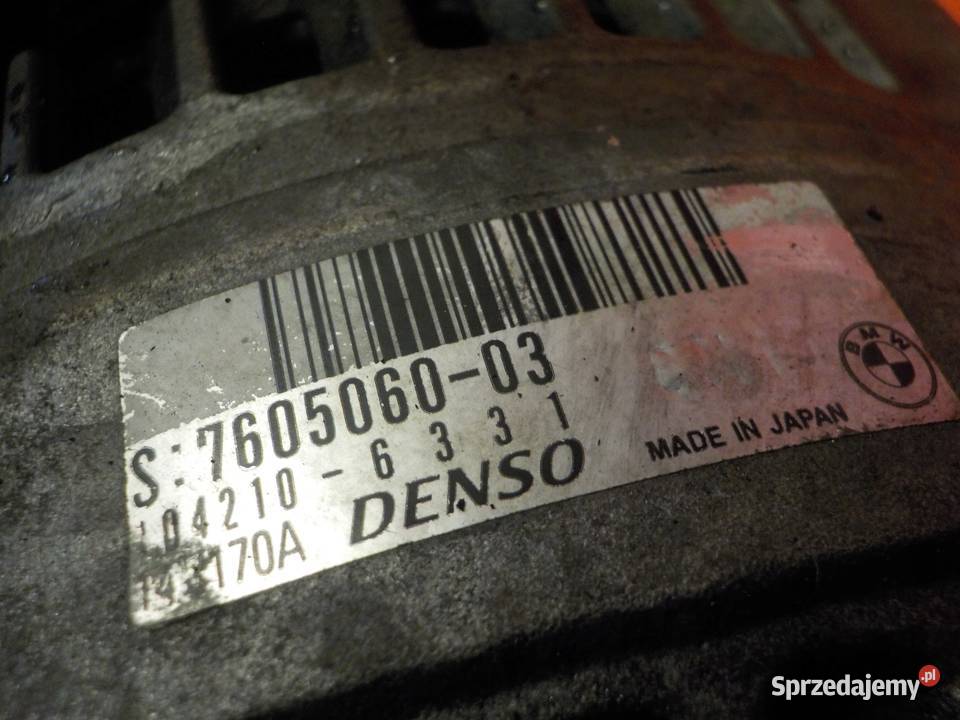 S: 7605060-03
104210-6331
14 170A
DENSO
MADE IN JAPAN
BMW
Sprzedajemy.pl